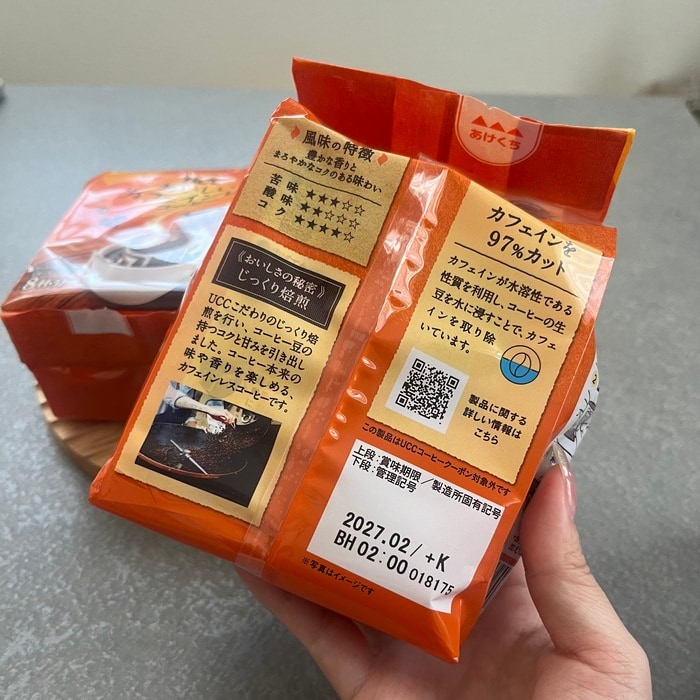 あけくち
風味の特徴
豊かな香りと
まろやかなコクのある味わい
苦味 ★★★☆☆
酸味 ★★☆☆☆
コク ★★★★☆
《おいしさの秘密》
じっくり焙煎
UCCこだわりのじっくり焙
煎を行い、コーヒー豆の
持つコクと甘みを引き出し
ました。コーヒー本来の
味や香りを楽しめる、
カフェインレスコーヒーです。
カフェインを
97%カット
カフェインが水溶性である
性質を利用し、コーヒーの生
豆を水に浸すことで、カフェ
インを取り除
いています。
製品に関する
詳しい情報は
こちら
この製品はUCCコーヒークーポン対象外です
上段:賞味期限/製造所固有記号
下段:管理記号
2027.02/+K
BH 02:00 018175
※写真はイメージです